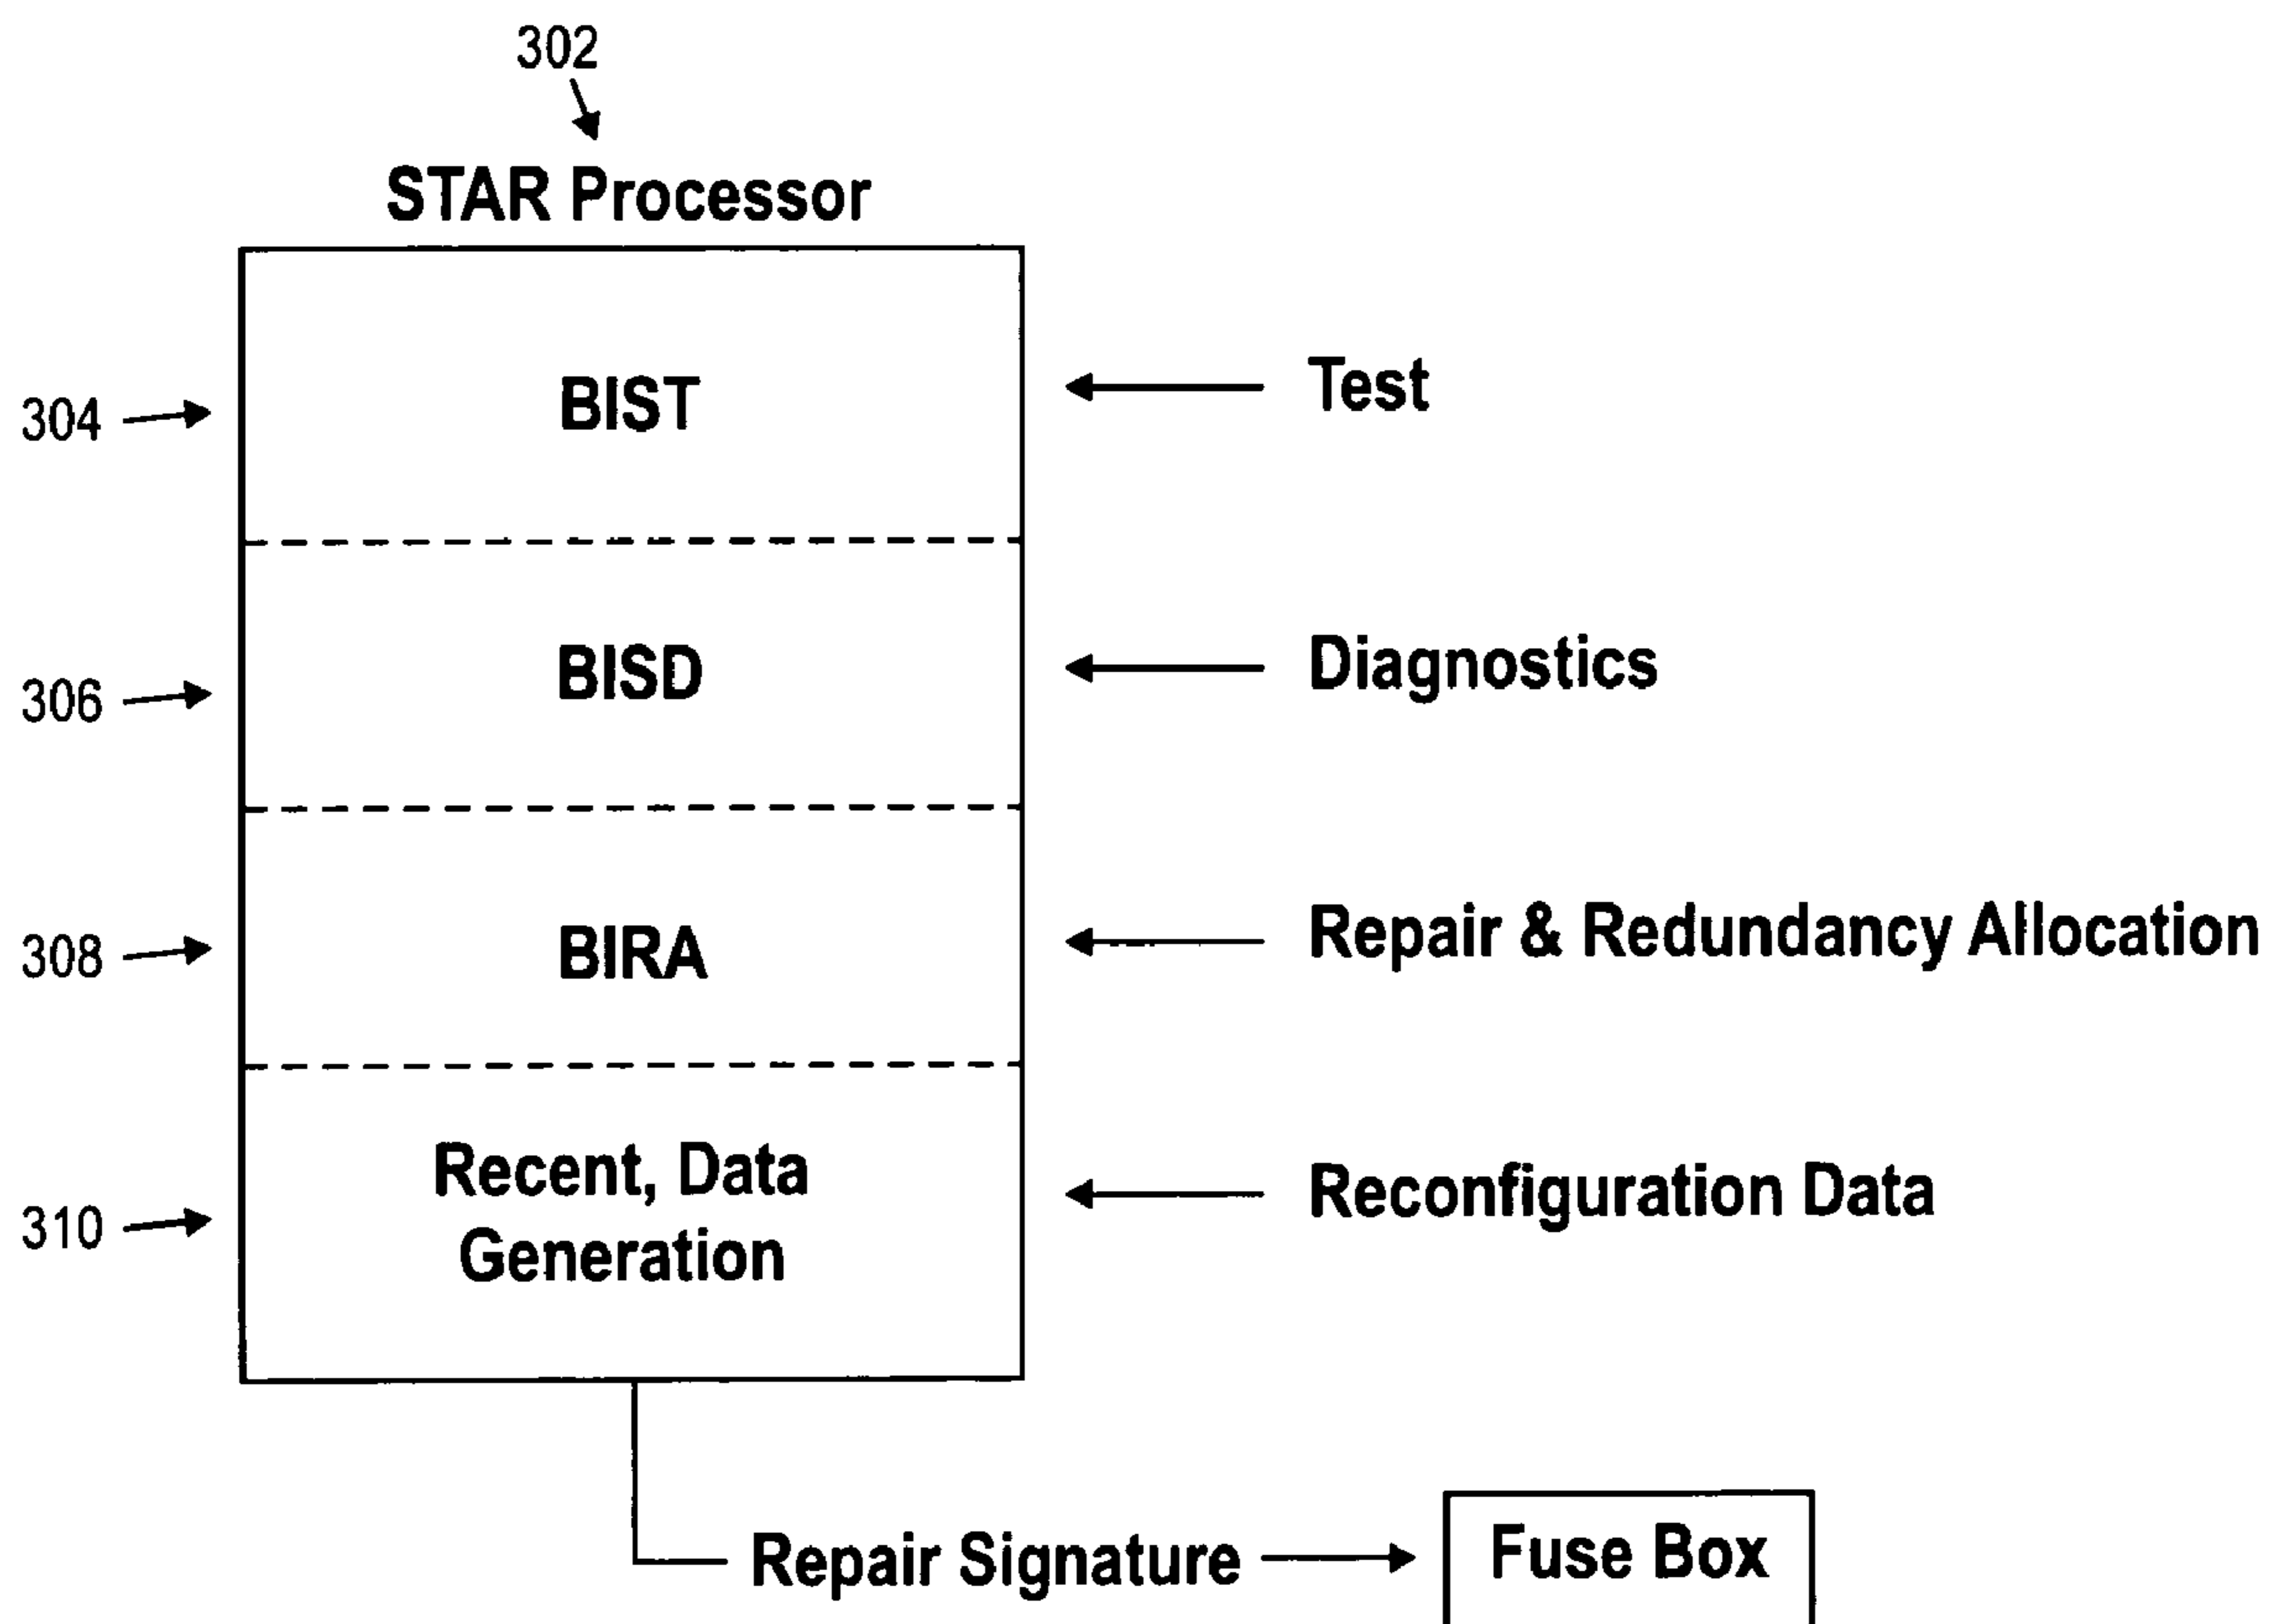 302
STAR Processor
304
BIST
Test
306
BISD
Diagnostics
308
BIRA
Repair & Redundancy Allocation
310
Recent, Data
Generation
Reconfiguration Data
Repair Signature
Fuse Box